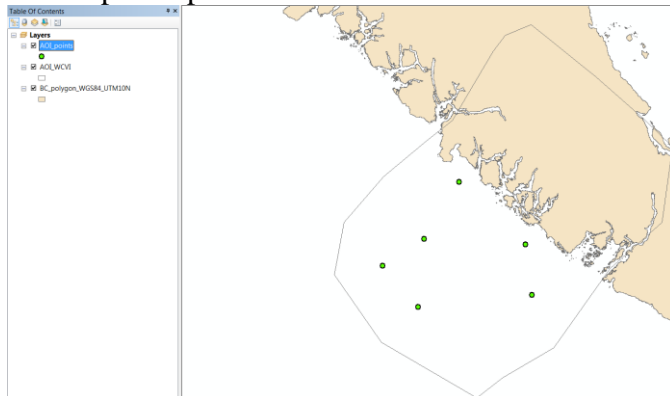 Table Of Contents
Layers
AOI_points
AOI_WCVI
BC_polygon_WGS84_UTM10N